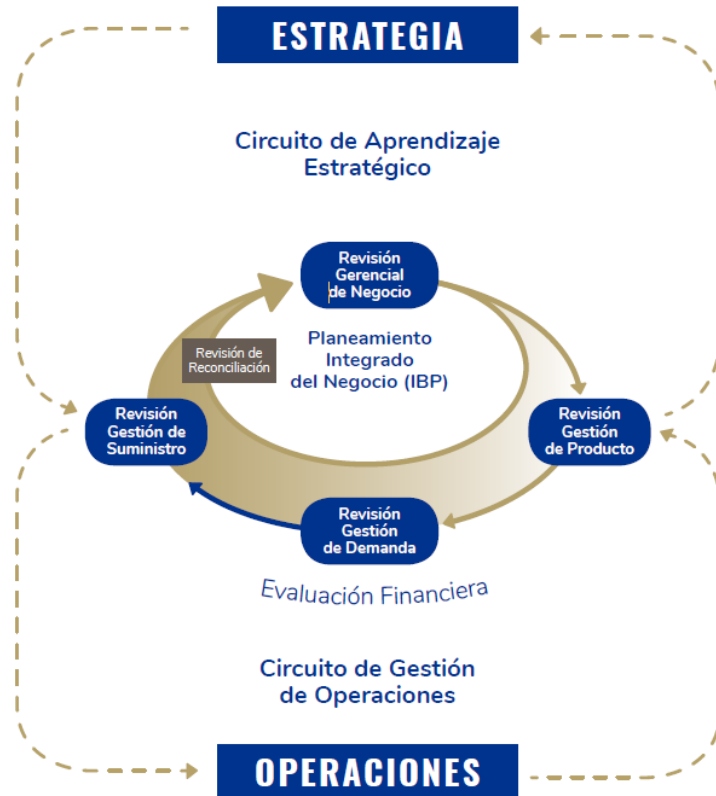 ESTRATEGIA
Circuito de Aprendizaje
Estratégico
Revisión
Gerencial
de Negocio
Revisión de
Reconciliación
Planeamiento
Integrado
del Negocio (IBP)
Revisión
Gestión de
Suministro
Revisión
Gestión
de Producto
Revisión
Gestión
de Demanda
Evaluación Financiera
Circuito de Gestión
de Operaciones
OPERACIONES